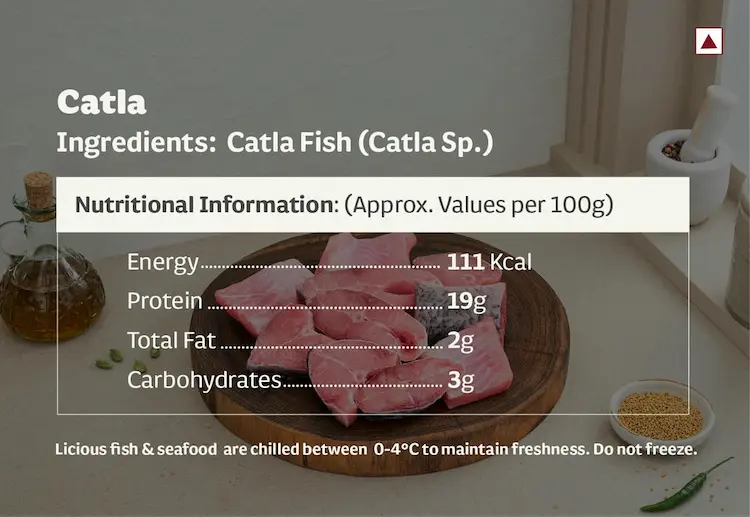 Catla
Ingredients: Catla Fish (Catla Sp.)
Nutritional Information: (Approx. Values per 100g)
Energy........................................................... 111 Kcal
Protein .......................................................... 19g
Total Fat ....................................................... 2g
Carbohydrates........................................ 3g
Licious fish & seafood are chilled between 0-4°C to maintain freshness. Do not freeze.